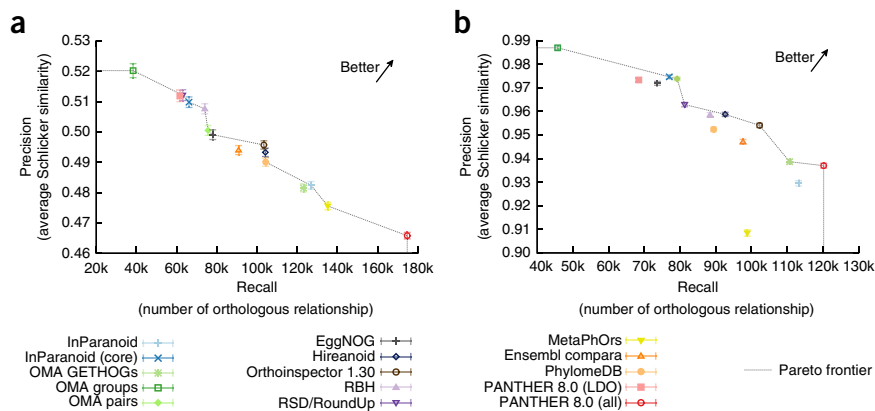 a
0.53
0.52
0.51
0.50
0.49
0.48
0.47
0.46
Precision
(average Schlicker similarity)
Better
20k 40k 60k 80k 100k 120k 140k 160k 180k
Recall
(number of orthologous relationship)
b
0.99
0.98
0.97
0.96
0.95
0.94
0.93
0.92
0.91
0.90
Precision
(average Schlicker similarity)
Better
40k 50k 60k 70k 80k 90k 100k 110k 120k 130k
Recall
(number of orthologous relationship)
InParanoid
InParanoid (core)
OMA GETHOGs
OMA groups
OMA pairs
EggNOG
Hireanoid
Orthoinspector 1.30
RBH
RSD/RoundUp
MetaPhOrs
Ensembl compara
PhylomeDB
PANTHER 8.0 (LDO)
PANTHER 8.0 (all)
Pareto frontier